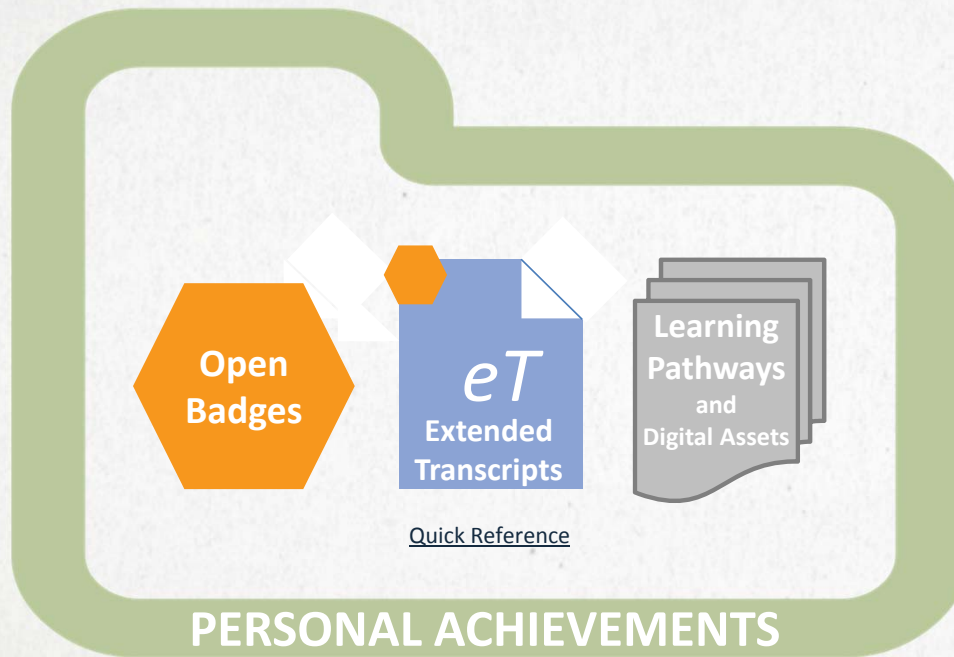 Open
Badges
eT
Extended
Transcripts
Learning
Pathways
and
Digital Assets
Quick Reference
PERSONAL ACHIEVEMENTS